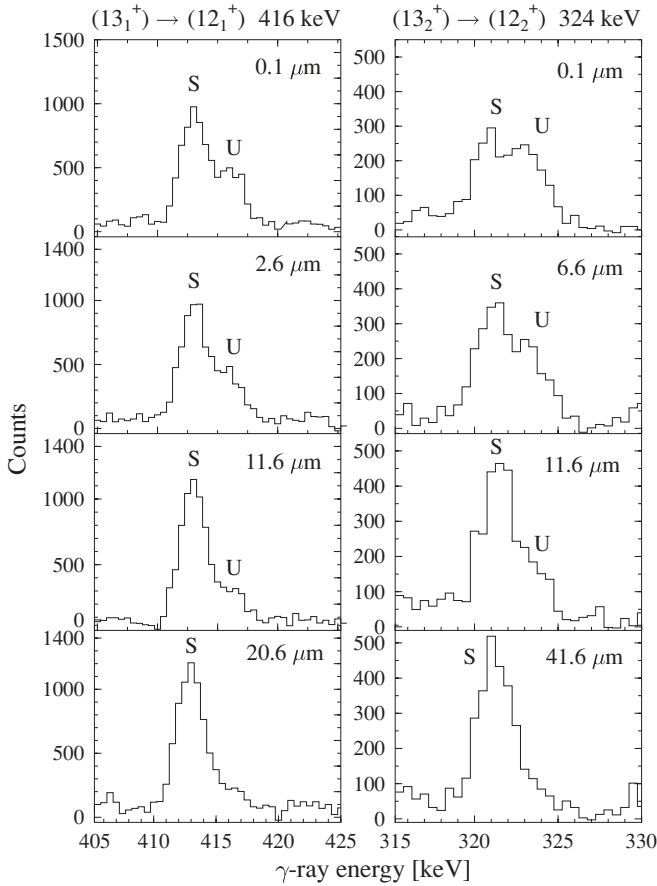 (13₁⁺) → (12₁⁺) 416 keV
(13₂⁺) → (12₂⁺) 324 keV
1500
1000
500
0
0.1 μm
S
U
500
400
300
200
100
0
0.1 μm
S
U
1400
1000
500
0
2.6 μm
S
U
500
400
300
200
100
0
6.6 μm
S
U
1400
1000
500
0
11.6 μm
S
U
500
400
300
200
100
0
11.6 μm
S
U
1400
1000
500
0
20.6 μm
S
500
400
300
200
100
0
41.6 μm
S
Counts
405 410 415 420 425
315 320 325 330
γ-ray energy [keV]